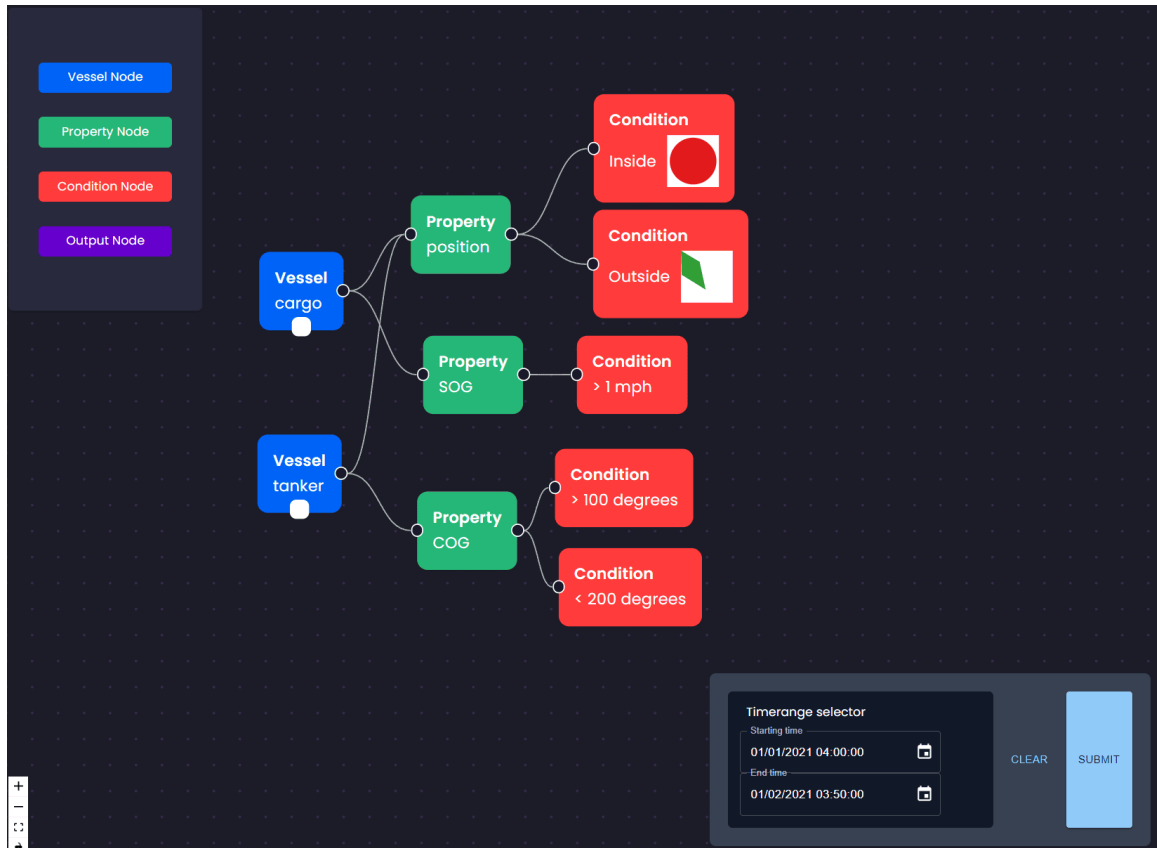 Vessel Node
Property Node
Condition Node
Output Node
Condition
Inside
Property
position
Condition
Outside
Vessel
cargo
Property
SOG
Condition
> 1 mph
Vessel
tanker
Condition
> 100 degrees
Property
COG
Condition
< 200 degrees
Timerange selector
Starting time
01/01/2021 04:00:00
End time
01/02/2021 03:50:00
CLEAR
SUBMIT